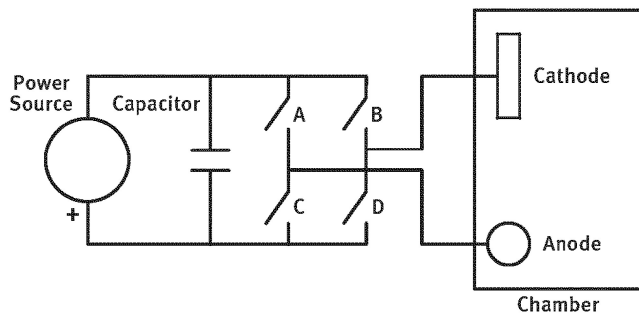 Power
Source
Capacitor
+
A
B
C
D
Cathode
Anode
Chamber